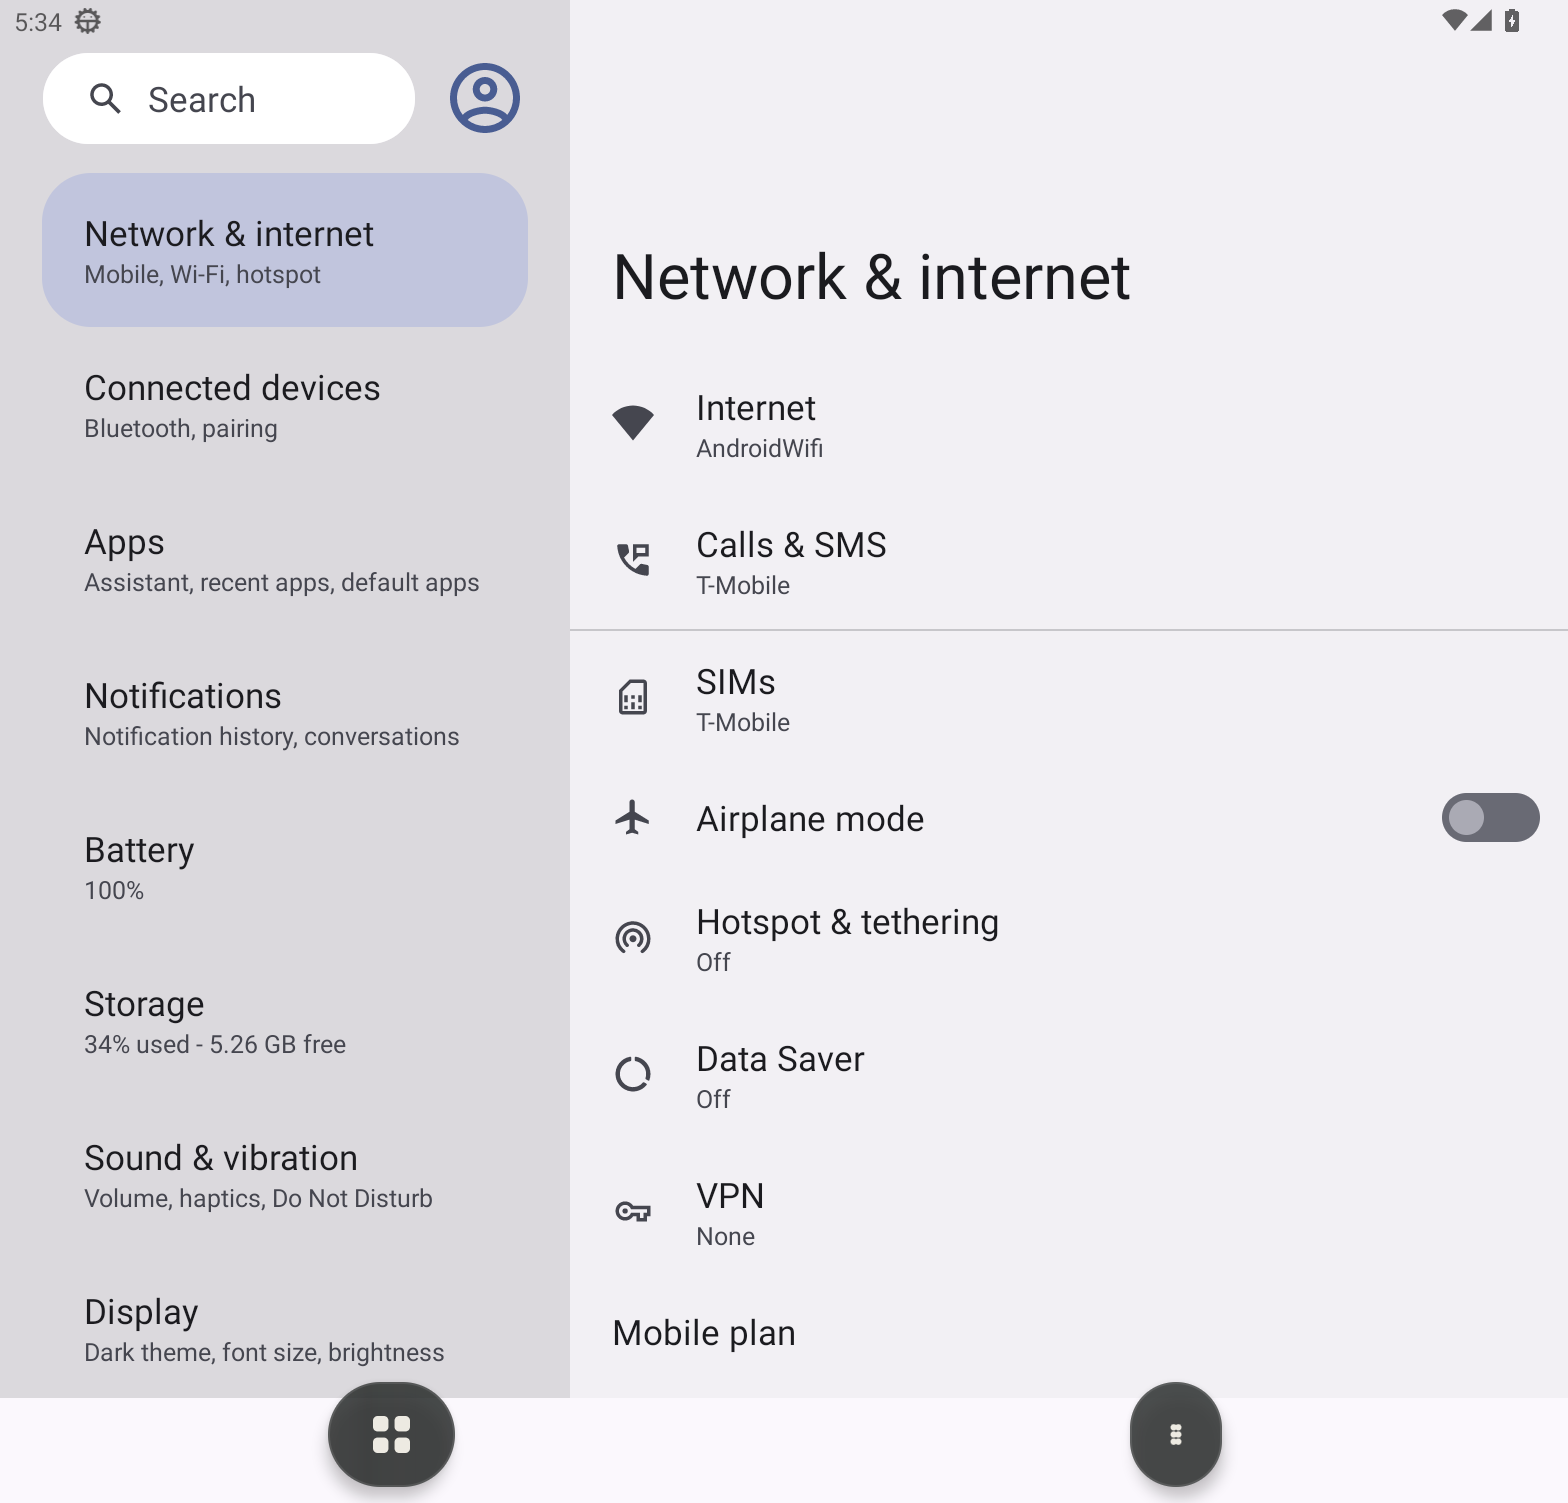 5:34
Search
Network & internet
Mobile, Wi-Fi, hotspot
Connected devices
Bluetooth, pairing
Apps
Assistant, recent apps, default apps
Notifications
Notification history, conversations
Battery
100%
Storage
34% used - 5.26 GB free
Sound & vibration
Volume, haptics, Do Not Disturb
Display
Dark theme, font size, brightness
Network & internet
Internet
AndroidWifi
Calls & SMS
T-Mobile
SIMs
T-Mobile
Airplane mode
Hotspot & tethering
Off
Data Saver
Off
VPN
None
Mobile plan